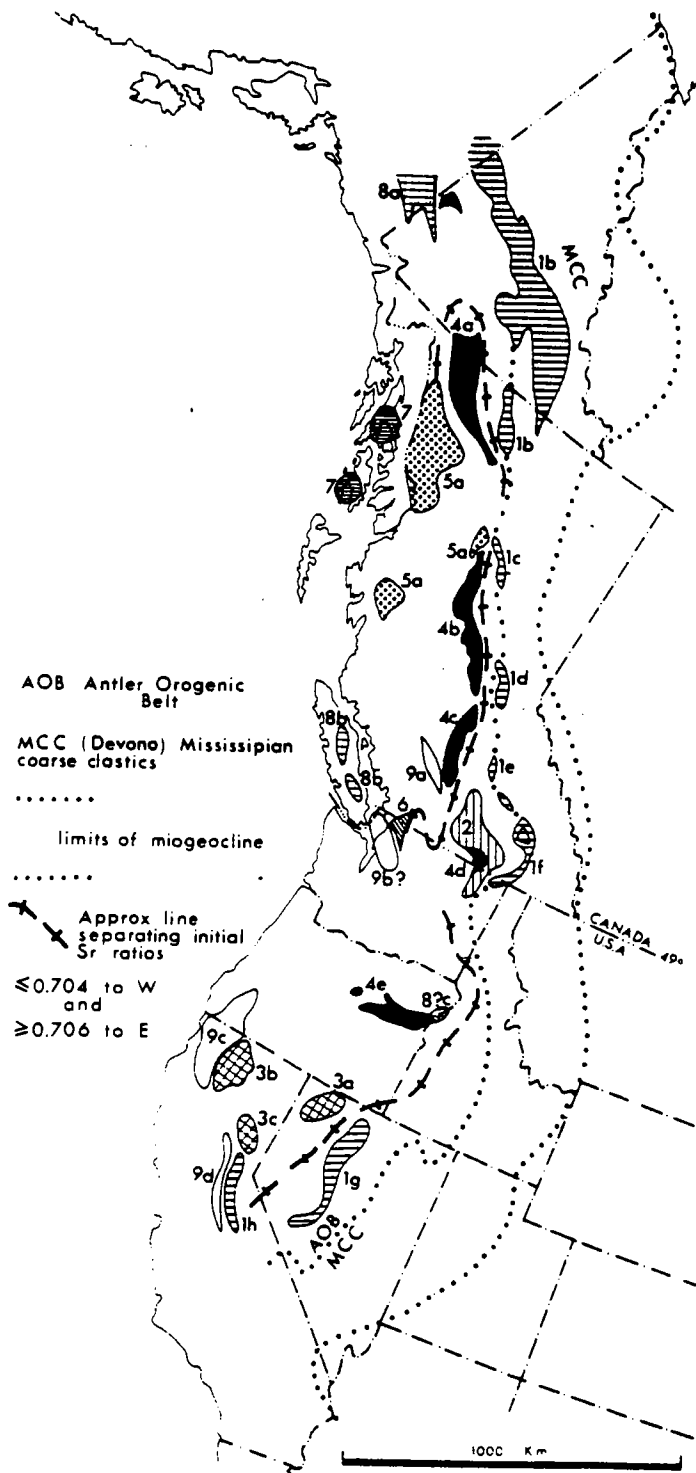 8a
1b
MCC
4a
7
1b
7
5a
5a
1c
5a
4b
1d
AOB Antler Orogenic
Belt
8b
4c
MCC (Devono) Mississipian
coarse clastics
9a
1e
8b
6
limits of miogeocline
2
9b?
4d
1f
Approx line
separating initial
Sr ratios
CANADA
U.S.A
49°
≤0.704 to W
and
≥0.706 to E
4e
8?c
9c
3b
3a
3c
9d
1g
1h
AOB
MCC
1000 Km